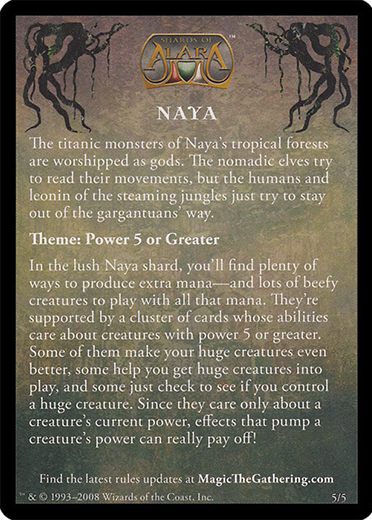 SHARDS OF
ALARA™
NAYA
The titanic monsters of Naya's tropical forests
are worshipped as gods. The nomadic elves try
to read their movements, but the humans and
leonin of the steaming jungles just try to stay
out of the gargantuans' way.
Theme: Power 5 or Greater
In the lush Naya shard, you'll find plenty of
ways to produce extra mana—and lots of beefy
creatures to play with all that mana. They're
supported by a cluster of cards whose abilities
care about creatures with power 5 or greater.
Some of them make your huge creatures even
better, some help you get huge creatures into
play, and some just check to see if you control
a huge creature. Since they care only about a
creature's current power, effects that pump a
creature's power can really pay off!
Find the latest rules updates at MagicTheGathering.com
™ & © 1993–2008 Wizards of the Coast, Inc. 5/5